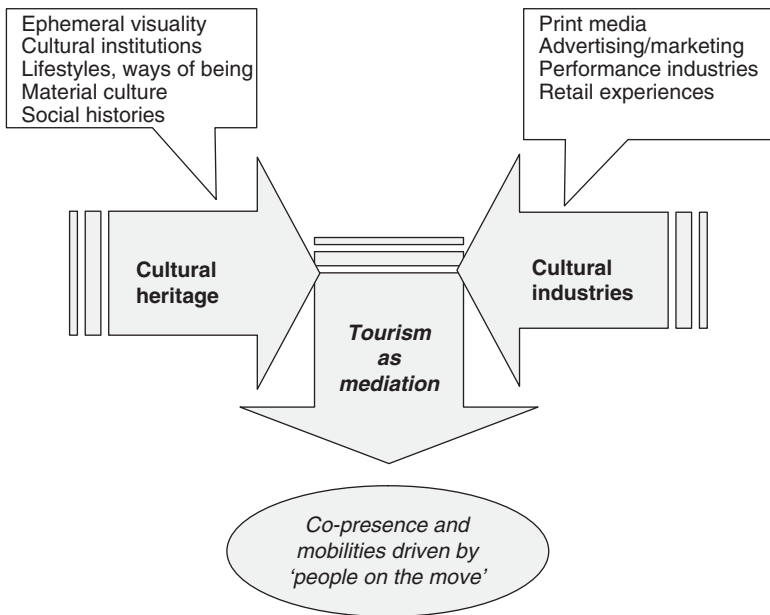 Ephemeral visuality
Cultural institutions
Lifestyles, ways of being
Material culture
Social histories
Print media
Advertising/marketing
Performance industries
Retail experiences
Cultural
heritage
Cultural
industries
Tourism
as
mediation
Co-presence and
mobilities driven by
‘people on the move’